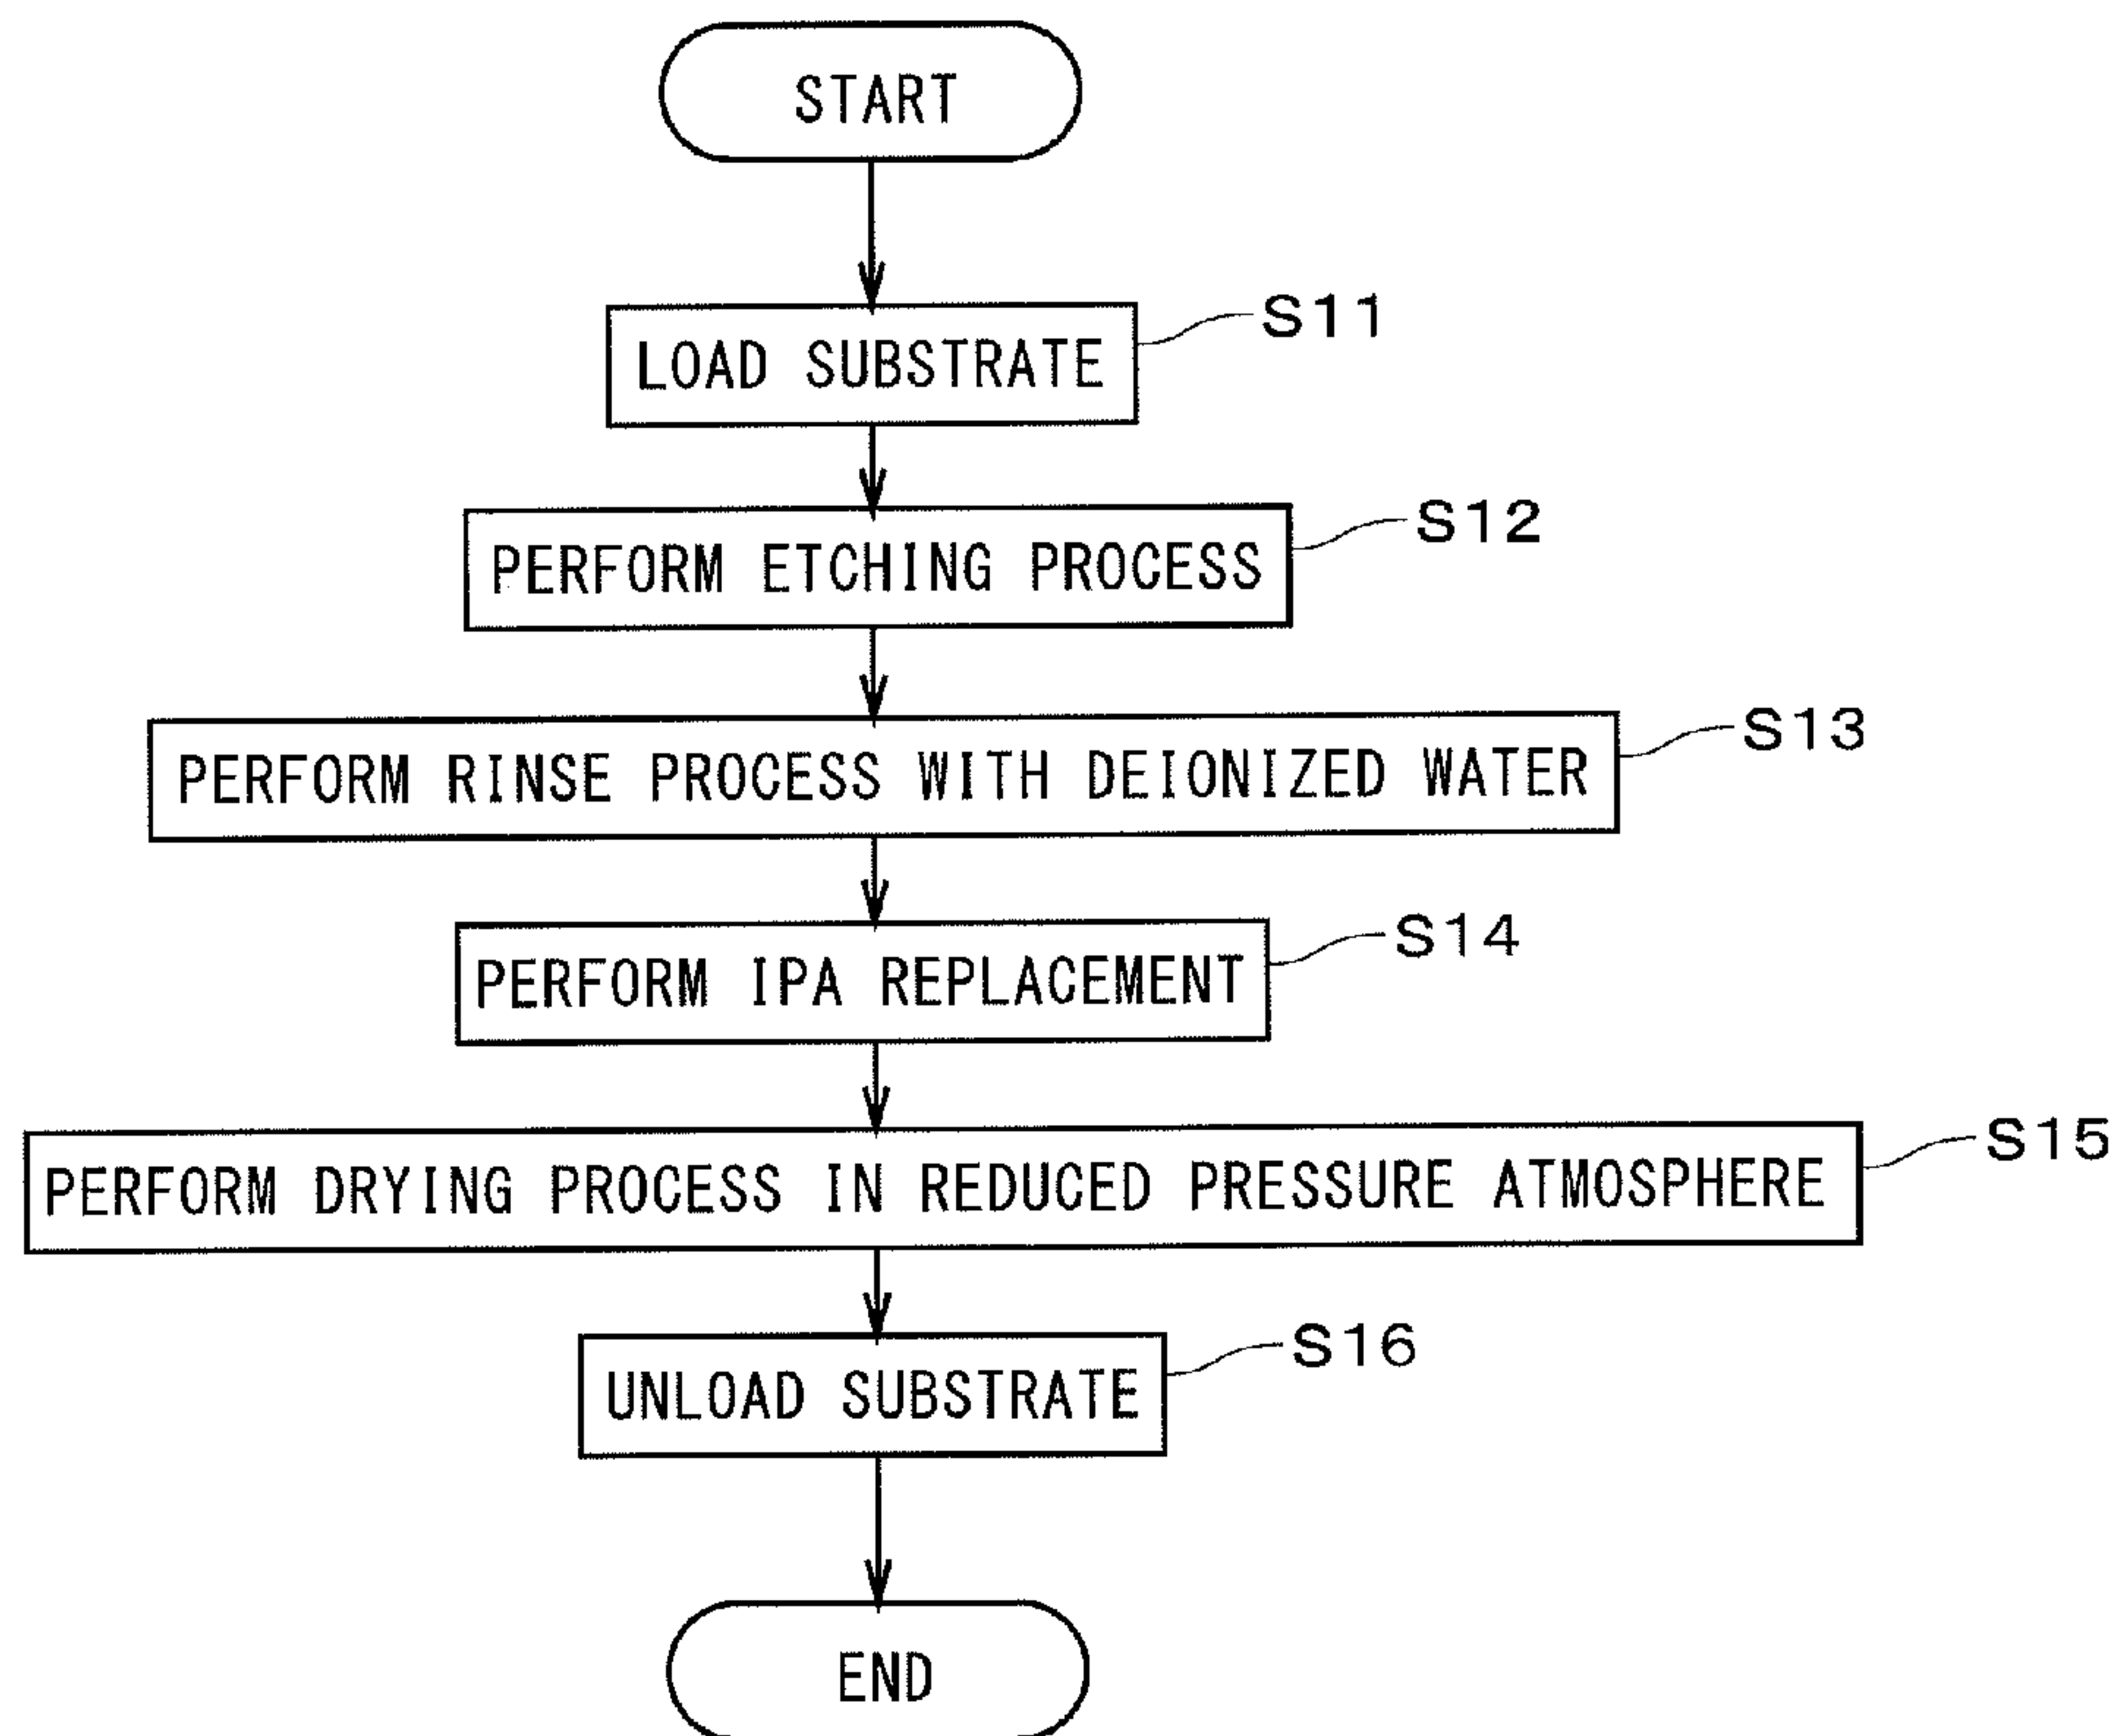 START
LOAD SUBSTRATE
S11
PERFORM ETCHING PROCESS
S12
PERFORM RINSE PROCESS WITH DEIONIZED WATER
S13
PERFORM IPA REPLACEMENT
S14
PERFORM DRYING PROCESS IN REDUCED PRESSURE ATMOSPHERE
S15
UNLOAD SUBSTRATE
S16
END